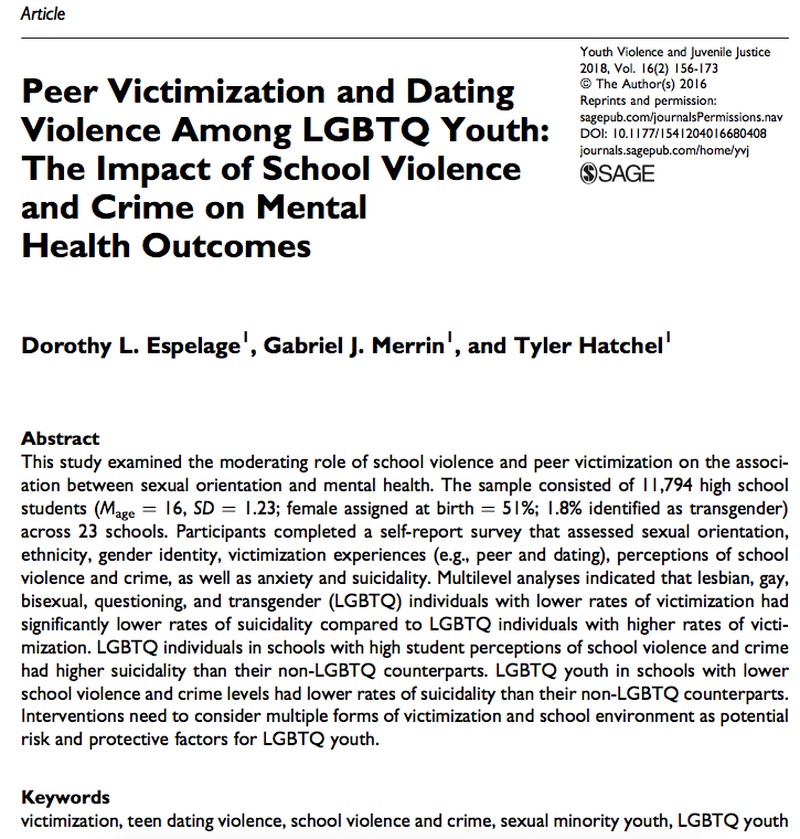 Article
Youth Violence and Juvenile Justice
2018, Vol. 16(2) 156-173
© The Author(s) 2016
Reprints and permission:
sagepub.com/journalsPermissions.nav
DOI: 10.1177/1541204016680408
journals.sagepub.com/home/yvj
SAGE
Peer Victimization and Dating
Violence Among LGBTQ Youth:
The Impact of School Violence
and Crime on Mental
Health Outcomes
Dorothy L. Espelage1, Gabriel J. Merrin1, and Tyler Hatchel1
Abstract
This study examined the moderating role of school violence and peer victimization on the associ-
ation between sexual orientation and mental health. The sample consisted of 11,794 high school
students (Mage = 16, SD = 1.23; female assigned at birth = 51%; 1.8% identified as transgender)
across 23 schools. Participants completed a self-report survey that assessed sexual orientation,
ethnicity, gender identity, victimization experiences (e.g., peer and dating), perceptions of school
violence and crime, as well as anxiety and suicidality. Multilevel analyses indicated that lesbian, gay,
bisexual, questioning, and transgender (LGBTQ) individuals with lower rates of victimization had
significantly lower rates of suicidality compared to LGBTQ individuals with higher rates of victi-
mization. LGBTQ individuals in schools with high student perceptions of school violence and crime
had higher suicidality than their non-LGBTQ counterparts. LGBTQ youth in schools with lower
school violence and crime levels had lower rates of suicidality than their non-LGBTQ counterparts.
Interventions need to consider multiple forms of victimization and school environment as potential
risk and protective factors for LGBTQ youth.
Keywords
victimization, teen dating violence, school violence and crime, sexual minority youth, LGBTQ youth